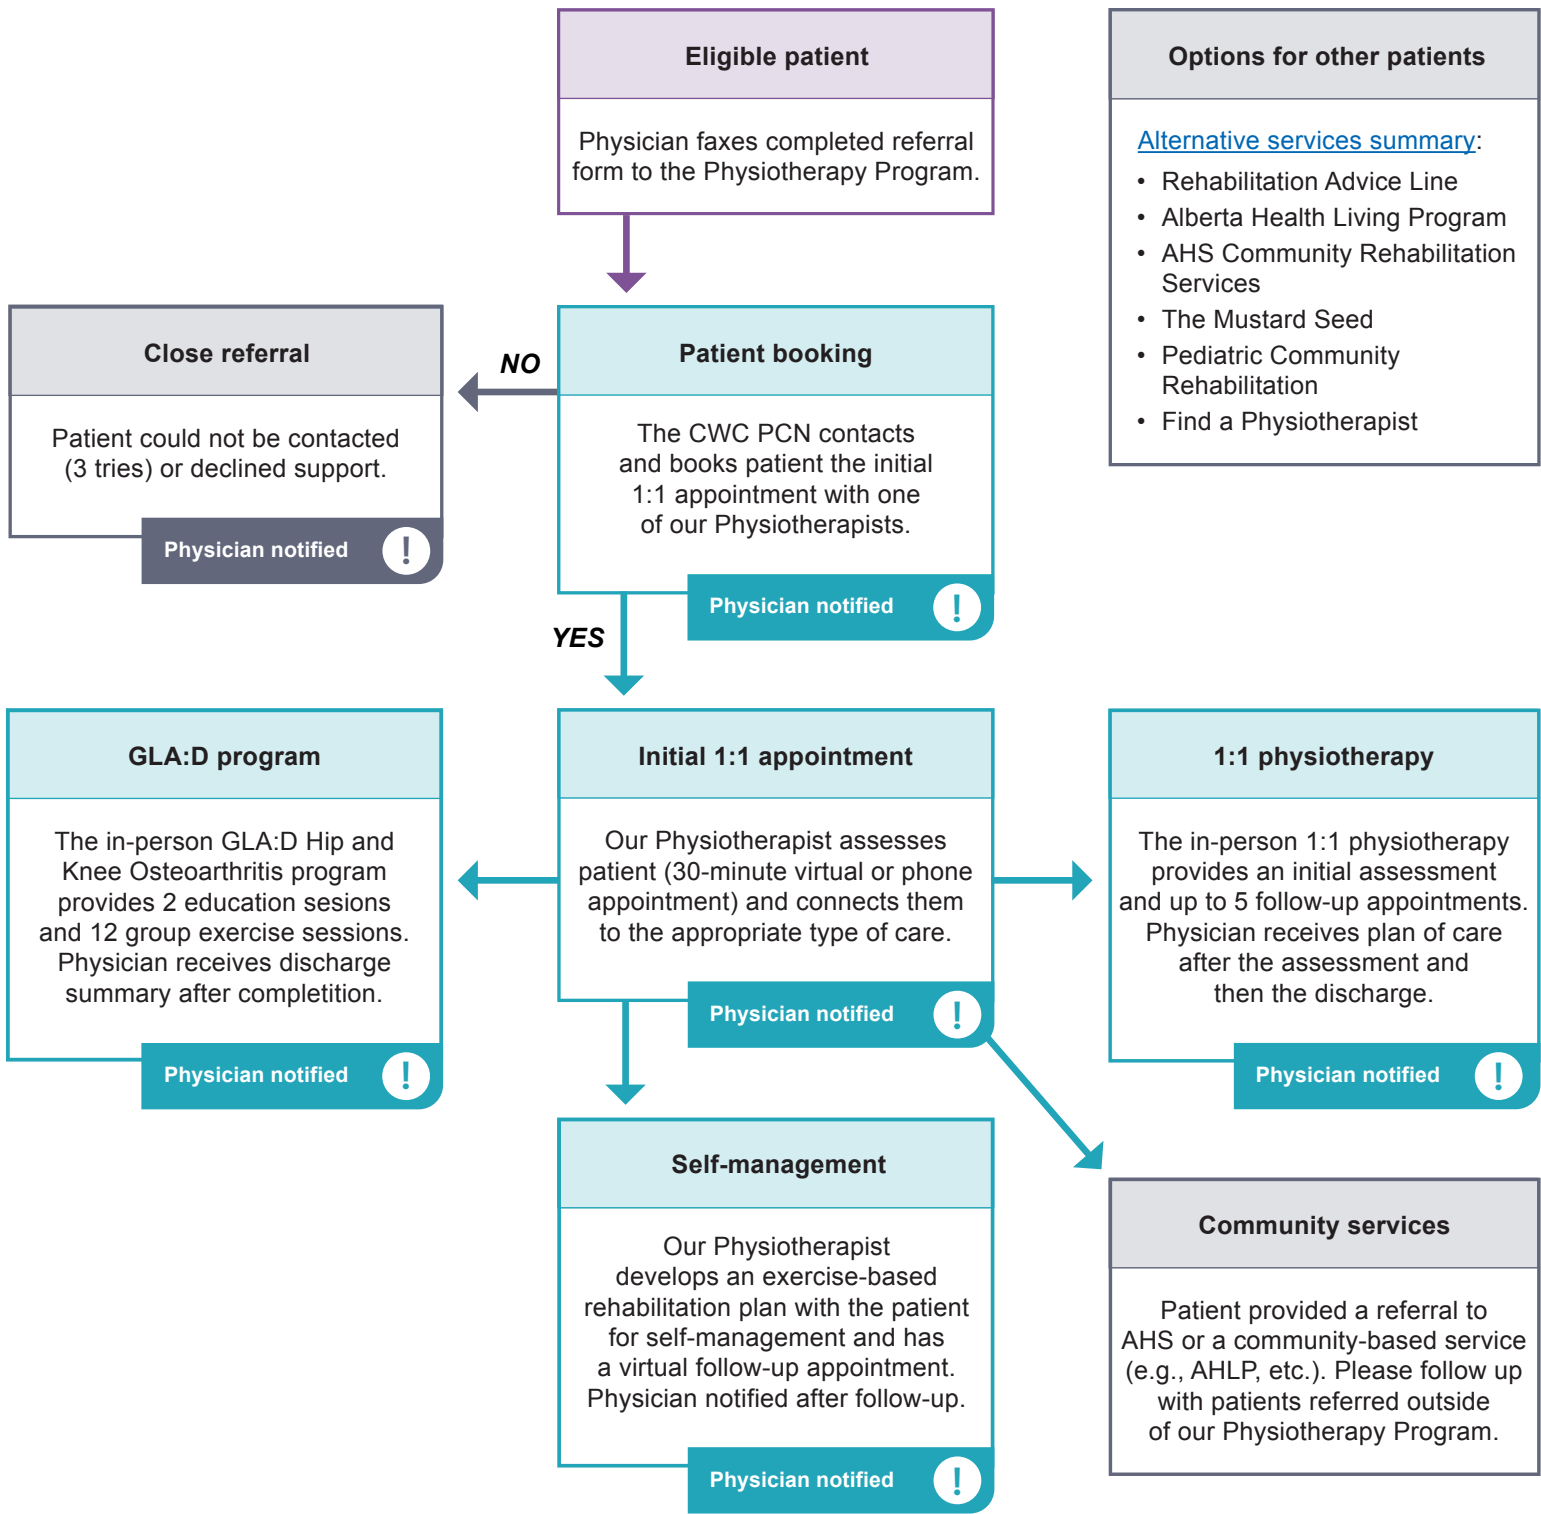 Eligible patient
Physician faxes completed referral
form to the Physiotherapy Program.
Options for other patients
Alternative services summary:
• Rehabilitation Advice Line
• Alberta Health Living Program
• AHS Community Rehabilitation
Services
• The Mustard Seed
• Pediatric Community
Rehabilitation
• Find a Physiotherapist
Close referral
Patient could not be contacted
(3 tries) or declined support.
Physician notified !
NO
Patient booking
The CWC PCN contacts
and books patient the initial
1:1 appointment with one
of our Physiotherapists.
Physician notified !
YES
GLA:D program
The in-person GLA:D Hip and
Knee Osteoarthritis program
provides 2 education sesions
and 12 group exercise sessions.
Physician receives discharge
summary after completition.
Physician notified !
Initial 1:1 appointment
Our Physiotherapist assesses
patient (30-minute virtual or phone
appointment) and connects them
to the appropriate type of care.
Physician notified !
1:1 physiotherapy
The in-person 1:1 physiotherapy
provides an initial assessment
and up to 5 follow-up appointments.
Physician receives plan of care
after the assessment and
then the discharge.
Physician notified !
Self-management
Our Physiotherapist
develops an exercise-based
rehabilitation plan with the patient
for self-management and has
a virtual follow-up appointment.
Physician notified after follow-up.
Physician notified !
Community services
Patient provided a referral to
AHS or a community-based service
(e.g., AHLP, etc.). Please follow up
with patients referred outside
of our Physiotherapy Program.